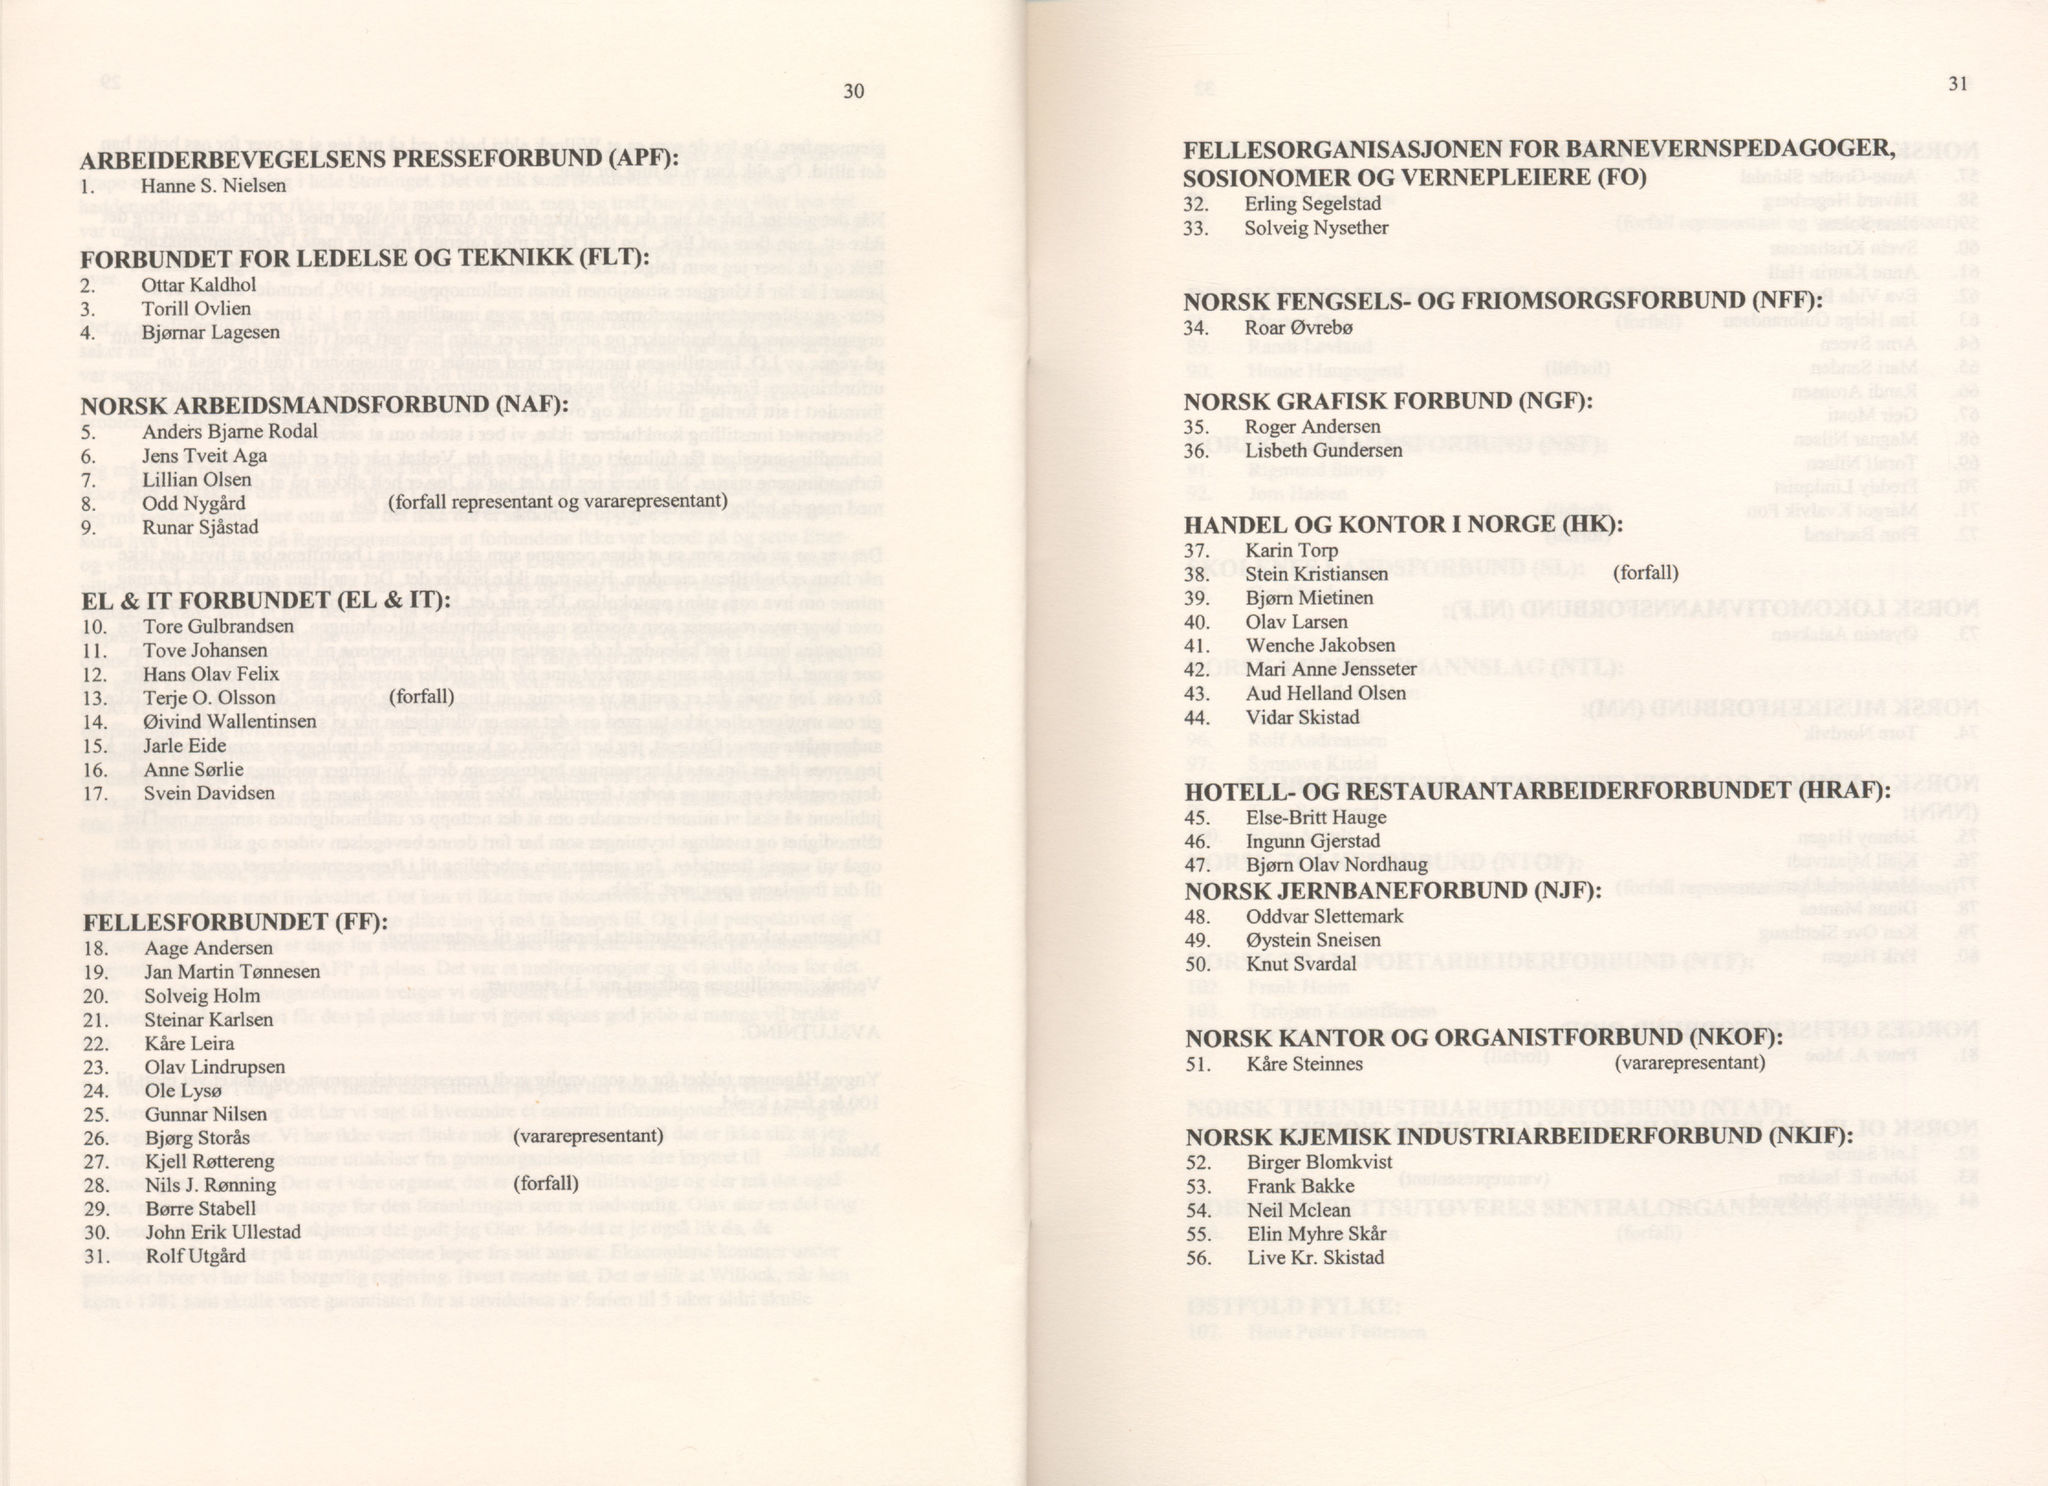 30
ARBEIDERBEVEGELSENS PRESSEFORBUND (APF):
1. Hanne S. Nielsen
FORBUNDET FOR LEDELSE OG TEKNIKK (FLT):
2. Ottar Kaldhol
3. Torill Ovlien
4. Bjørnar Lagesen
NORSK ARBEIDSMANDSFORBUND (NAF):
5. Anders Bjarne Rodal
6. Jens Tveit Aga
7. Lillian Olsen
8. Odd Nygård (forfall representant og vararepresentant)
9. Runar Sjåstad
EL & IT FORBUNDET (EL & IT):
10. Tore Gulbrandsen
11. Tove Johansen
12. Hans Olav Felix
13. Terje O. Olsson (forfall)
14. Øivind Wallentinsen
15. Jarle Eide
16. Anne Sørlie
17. Svein Davidsen
FELLESFORBUNDET (FF):
18. Aage Andersen
19. Jan Martin Tønnesen
20. Solveig Holm
21. Steinar Karlsen
22. Kåre Leira
23. Olav Lindrupsen
24. Ole Lysø
25. Gunnar Nilsen
26. Bjørg Storås (vararepresentant)
27. Kjell Røttereng
28. Nils J. Rønning (forfall)
29. Børre Stabell
30. John Erik Ullestad
31. Rolf Utgård
31
FELLESORGANISASJONEN FOR BARNEVERNSPEDAGOGER,
SOSIONOMER OG VERNEPLEIERE (FO)
32. Erling Segelstad
33. Solveig Nysether
NORSK FENGSELS- OG FRIOMSORGSFORBUND (NFF):
34. Roar Øvrebø
NORSK GRAFISK FORBUND (NGF):
35. Roger Andersen
36. Lisbeth Gundersen
HANDEL OG KONTOR I NORGE (HK):
37. Karin Torp
38. Stein Kristiansen (forfall)
39. Bjørn Mietinen
40. Olav Larsen
41. Wenche Jakobsen
42. Mari Anne Jensseter
43. Aud Helland Olsen
44. Vidar Skistad
HOTELL- OG RESTAURANTARBEIDERFORBUNDET (HRAF):
45. Else-Britt Hauge
46. Ingunn Gjerstad
47. Bjørn Olav Nordhaug
NORSK JERNBANEFORBUND (NJF):
48. Oddvar Slettemark
49. Øystein Sneisen
50. Knut Svardal
NORSK KANTOR OG ORGANISTFORBUND (NKOF):
51. Kåre Steinnes (vararepresentant)
NORSK KJEMISK INDUSTRIARBEIDERFORBUND (NKIF):
52. Birger Blomkvist
53. Frank Bakke
54. Neil Mclean
55. Elin Myhre Skår
56. Live Kr. Skistad